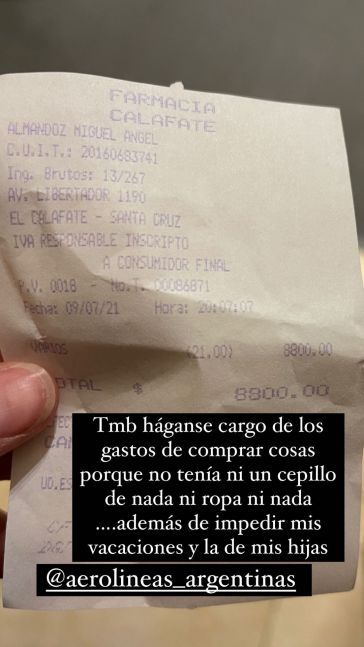 FARMACIA
CALAFATE
ALMANDOZ MIGUEL ANGEL
C.U.I.T.: 20160683741
Ing. Brutos: 13/267
AV. LIBERTADOR 1190
EL CALAFATE - SANTA CRUZ
IVA RESPONSABLE INSCRIPTO
A CONSUMIDOR FINAL
P.V. 0018 - No.T. 00086871
Fecha: 09/07/21 Hora: 20:07:07
VARIOS (21,00) 8800,00
TOTAL $ 8800.00
Tmb háganse cargo de los
gastos de comprar cosas
porque no tenía ni un cepillo
de nada ni ropa ni nada
....además de impedir mis
vacaciones y la de mis hijas
@aerolineas_argentinas